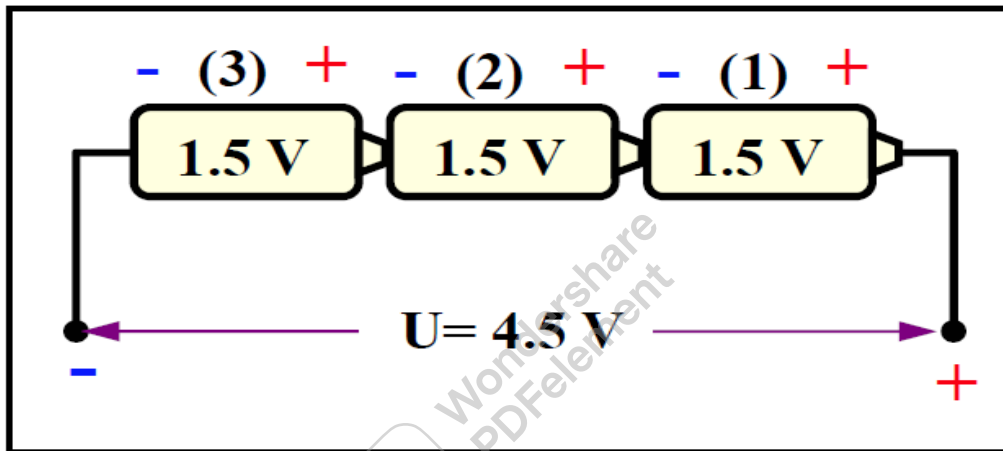 - (3) + - (2) + - (1) +
1.5 V 1.5 V 1.5 V
U= 4.5 V
- +
Wondershare
PDFelement